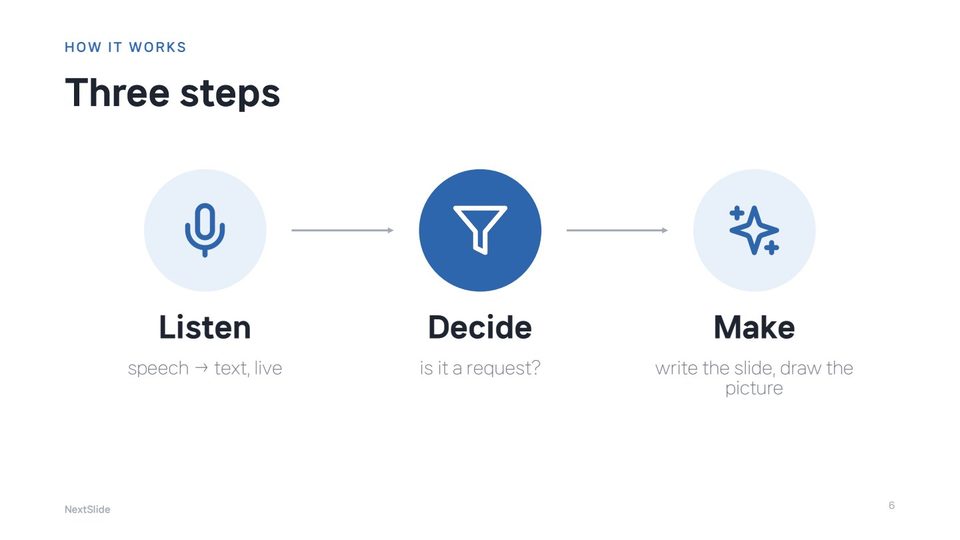 HOW IT WORKS
Three steps
Listen
speech → text, live
Decide
is it a request?
Make
write the slide, draw the
picture
NextSlide
6